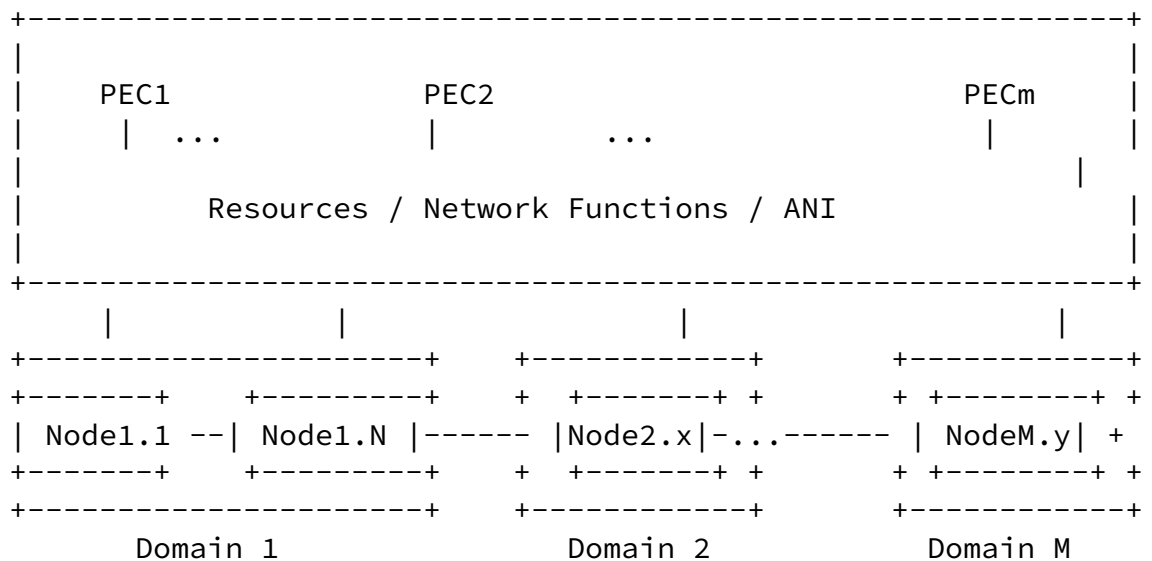 +-------------------------------------------------------------+
|                                                             |
|    PEC1              PEC2                          PECm     |
|     |  ...           |         ...                  |       |
|                                                          |
|          Resources / Network Functions / ANI                |
|                                                             |
+-------------------------------------------------------------+
     |            |                  |                    |
+----------------------+    +------------+       +------------+
+-------+    +---------+    +  +-------+ +       + +--------+ +
| Node1.1 --| Node1.N |------ |Node2.x|-...------ | NodeM.y| +
+-------+    +---------+    +  +-------+ +       + +--------+ +
+----------------------+    +------------+       +------------+
       Domain 1                Domain 2            Domain M